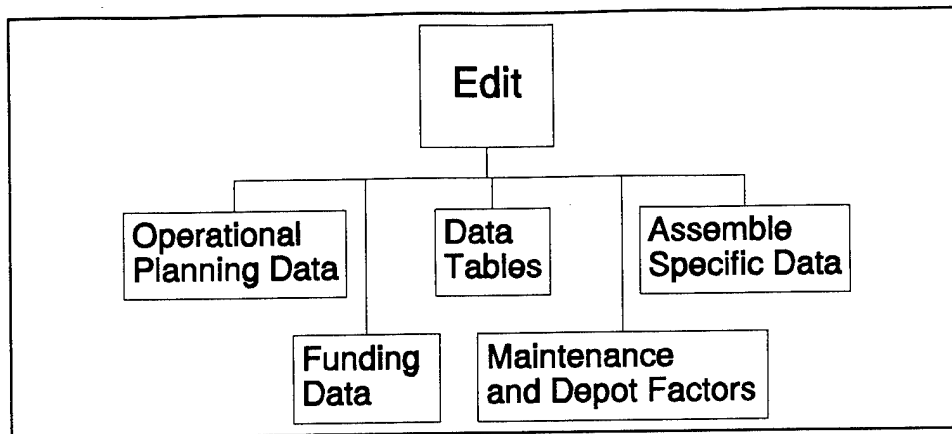 Edit
Operational
Planning Data
Data
Tables
Assemble
Specific Data
Funding
Data
Maintenance
and Depot Factors